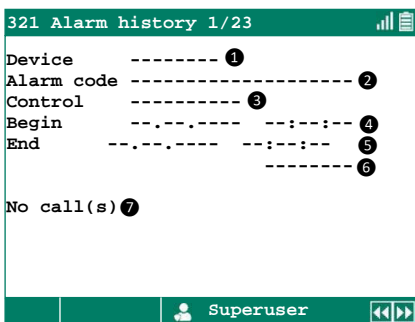 321 Alarm history 1/23
Device -------- 1
Alarm code ---------------- 2
Control -------- 3
Begin --.--.---- --:--:-- 4
End --.--.---- --:--:-- 5
-------- 6
No call(s) 7
Superuser